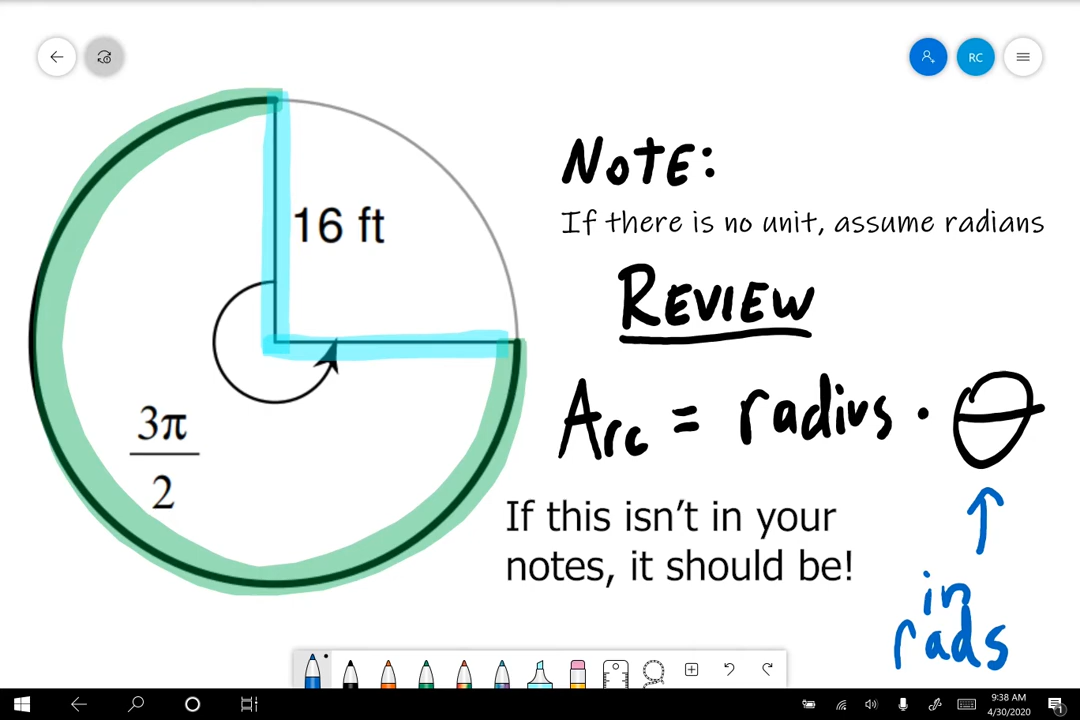 RC
16 ft
3π
2
NOTE:
If there is no unit, assume radians
REVIEW
Arc = radius · θ
If this isn't in your
notes, it should be!
in
rads
9:38 AM
4/30/2020
1